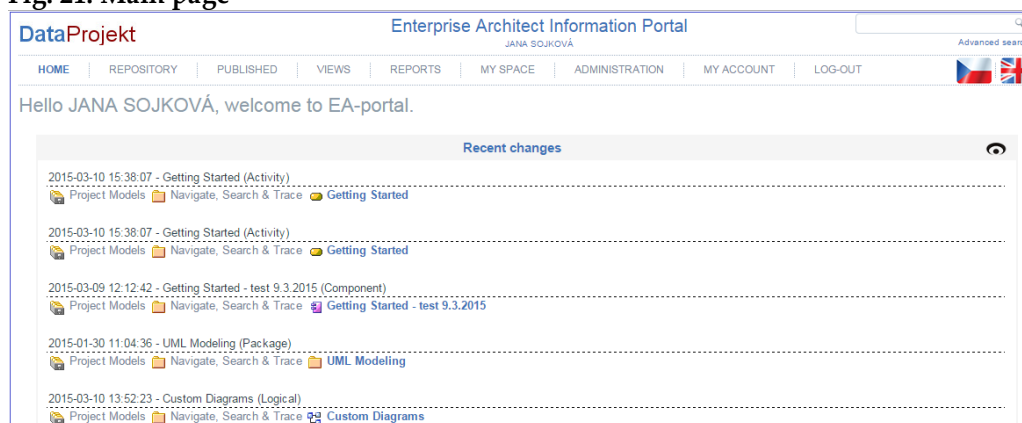 Fig. 21: Main page
DataProjekt
Enterprise Architect Information Portal
JANA SOJKOVÁ
Advanced sear
HOME REPOSITORY PUBLISHED VIEWS REPORTS MY SPACE ADMINISTRATION MY ACCOUNT LOG-OUT
Hello JANA SOJKOVÁ, welcome to EA-portal.
Recent changes
2015-03-10 15:38:07 - Getting Started (Activity)
Project Models Navigate, Search & Trace Getting Started
2015-03-10 15:38:07 - Getting Started (Activity)
Project Models Navigate, Search & Trace Getting Started
2015-03-09 12:12:42 - Getting Started - test 9.3.2015 (Component)
Project Models Navigate, Search & Trace Getting Started - test 9.3.2015
2015-01-30 11:04:36 - UML Modeling (Package)
Project Models Navigate, Search & Trace UML Modeling
2015-03-10 13:52:23 - Custom Diagrams (Logical)
Project Models Navigate, Search & Trace Custom Diagrams